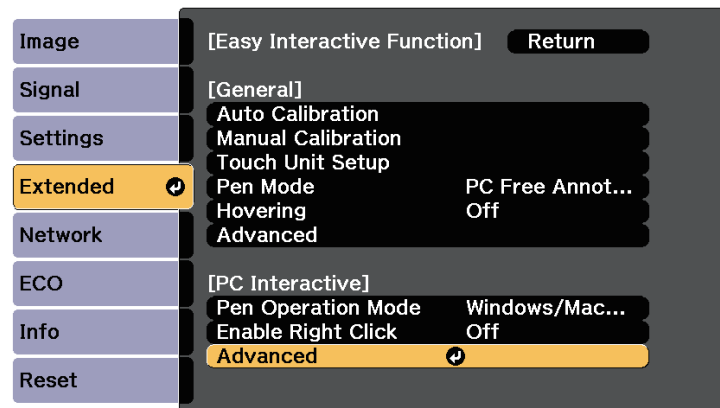 Image
Signal
Settings
Extended
Network
ECO
Info
Reset
[Easy Interactive Function] Return
[General]
Auto Calibration
Manual Calibration
Touch Unit Setup
Pen Mode PC Free Annot...
Hovering Off
Advanced
[PC Interactive]
Pen Operation Mode Windows/Mac...
Enable Right Click Off
Advanced